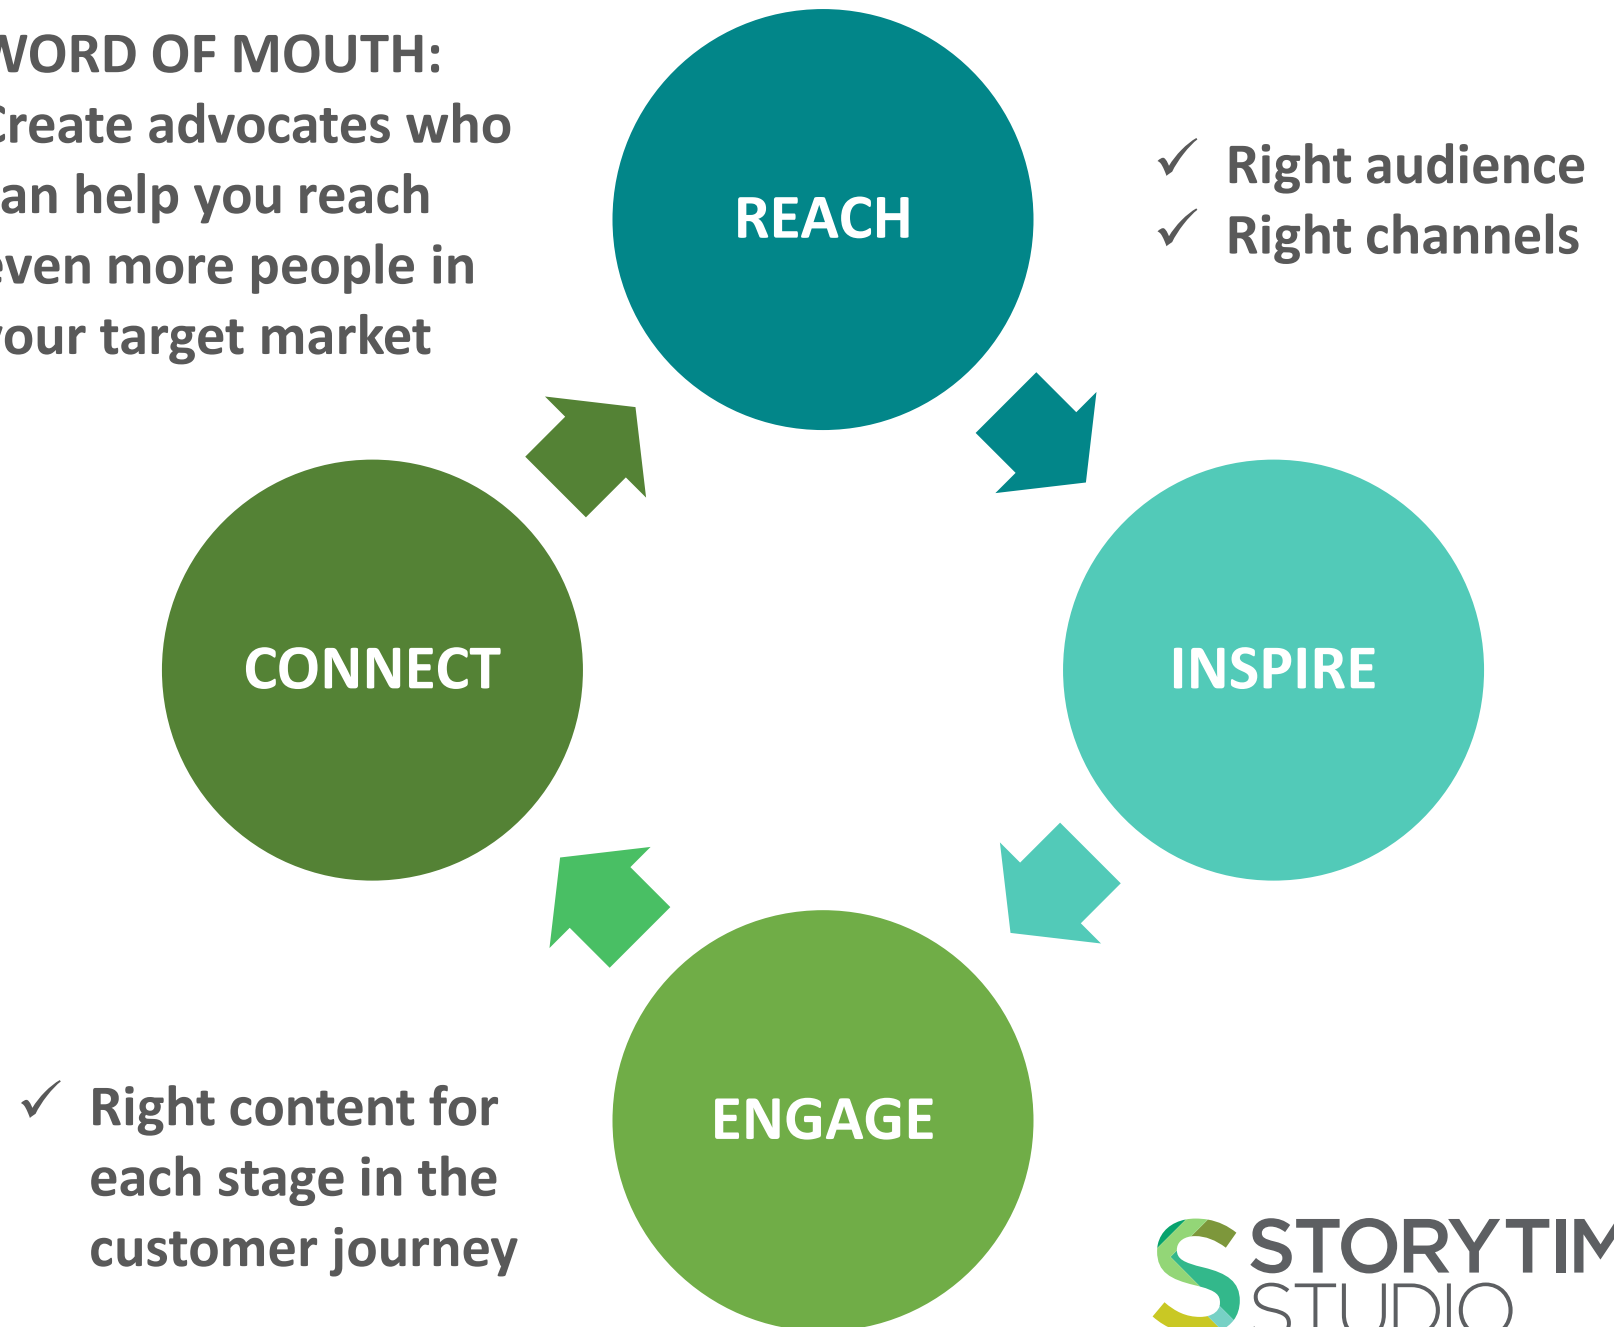 WORD OF MOUTH:
Create advocates who
can help you reach
even more people in
your target market
REACH
✓ Right audience
✓ Right channels
CONNECT
INSPIRE
ENGAGE
✓ Right content for
each stage in the
customer journey
STORYTIM
STUDIO